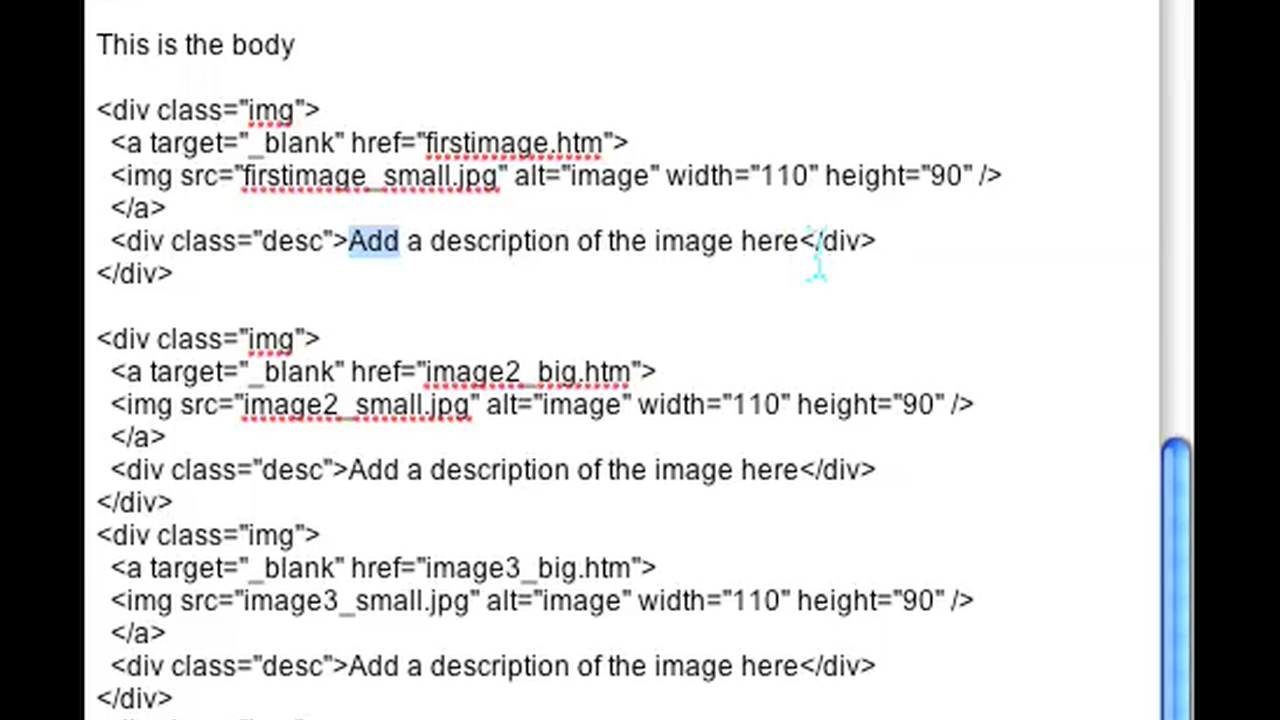 This is the body
<div class="img">
<a target="_blank" href="firstimage.htm">
<img src="firstimage_small.jpg" alt="image" width="110" height="90" />
</a>
<div class="desc">Add a description of the image here</div>
</div>
<div class="img">
<a target="_blank" href="image2_big.htm">
<img src="image2_small.jpg" alt="image" width="110" height="90" />
</a>
<div class="desc">Add a description of the image here</div>
</div>
<div class="img">
<a target="_blank" href="image3_big.htm">
<img src="image3_small.jpg" alt="image" width="110" height="90" />
</a>
<div class="desc">Add a description of the image here</div>
</div>